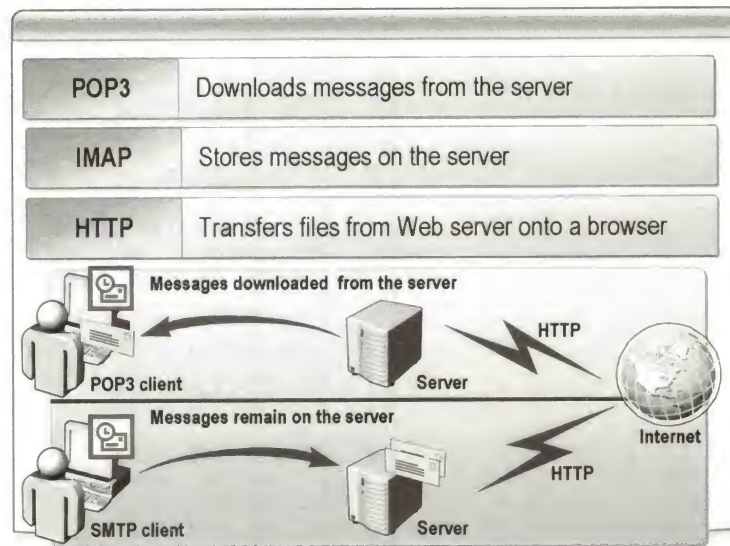 POP3 Downloads messages from the server
IMAP Stores messages on the server
HTTP Transfers files from Web server onto a browser
Messages downloaded from the server
HTTP
POP3 client
Server
Messages remain on the server
Internet
HTTP
SMTP client
Server